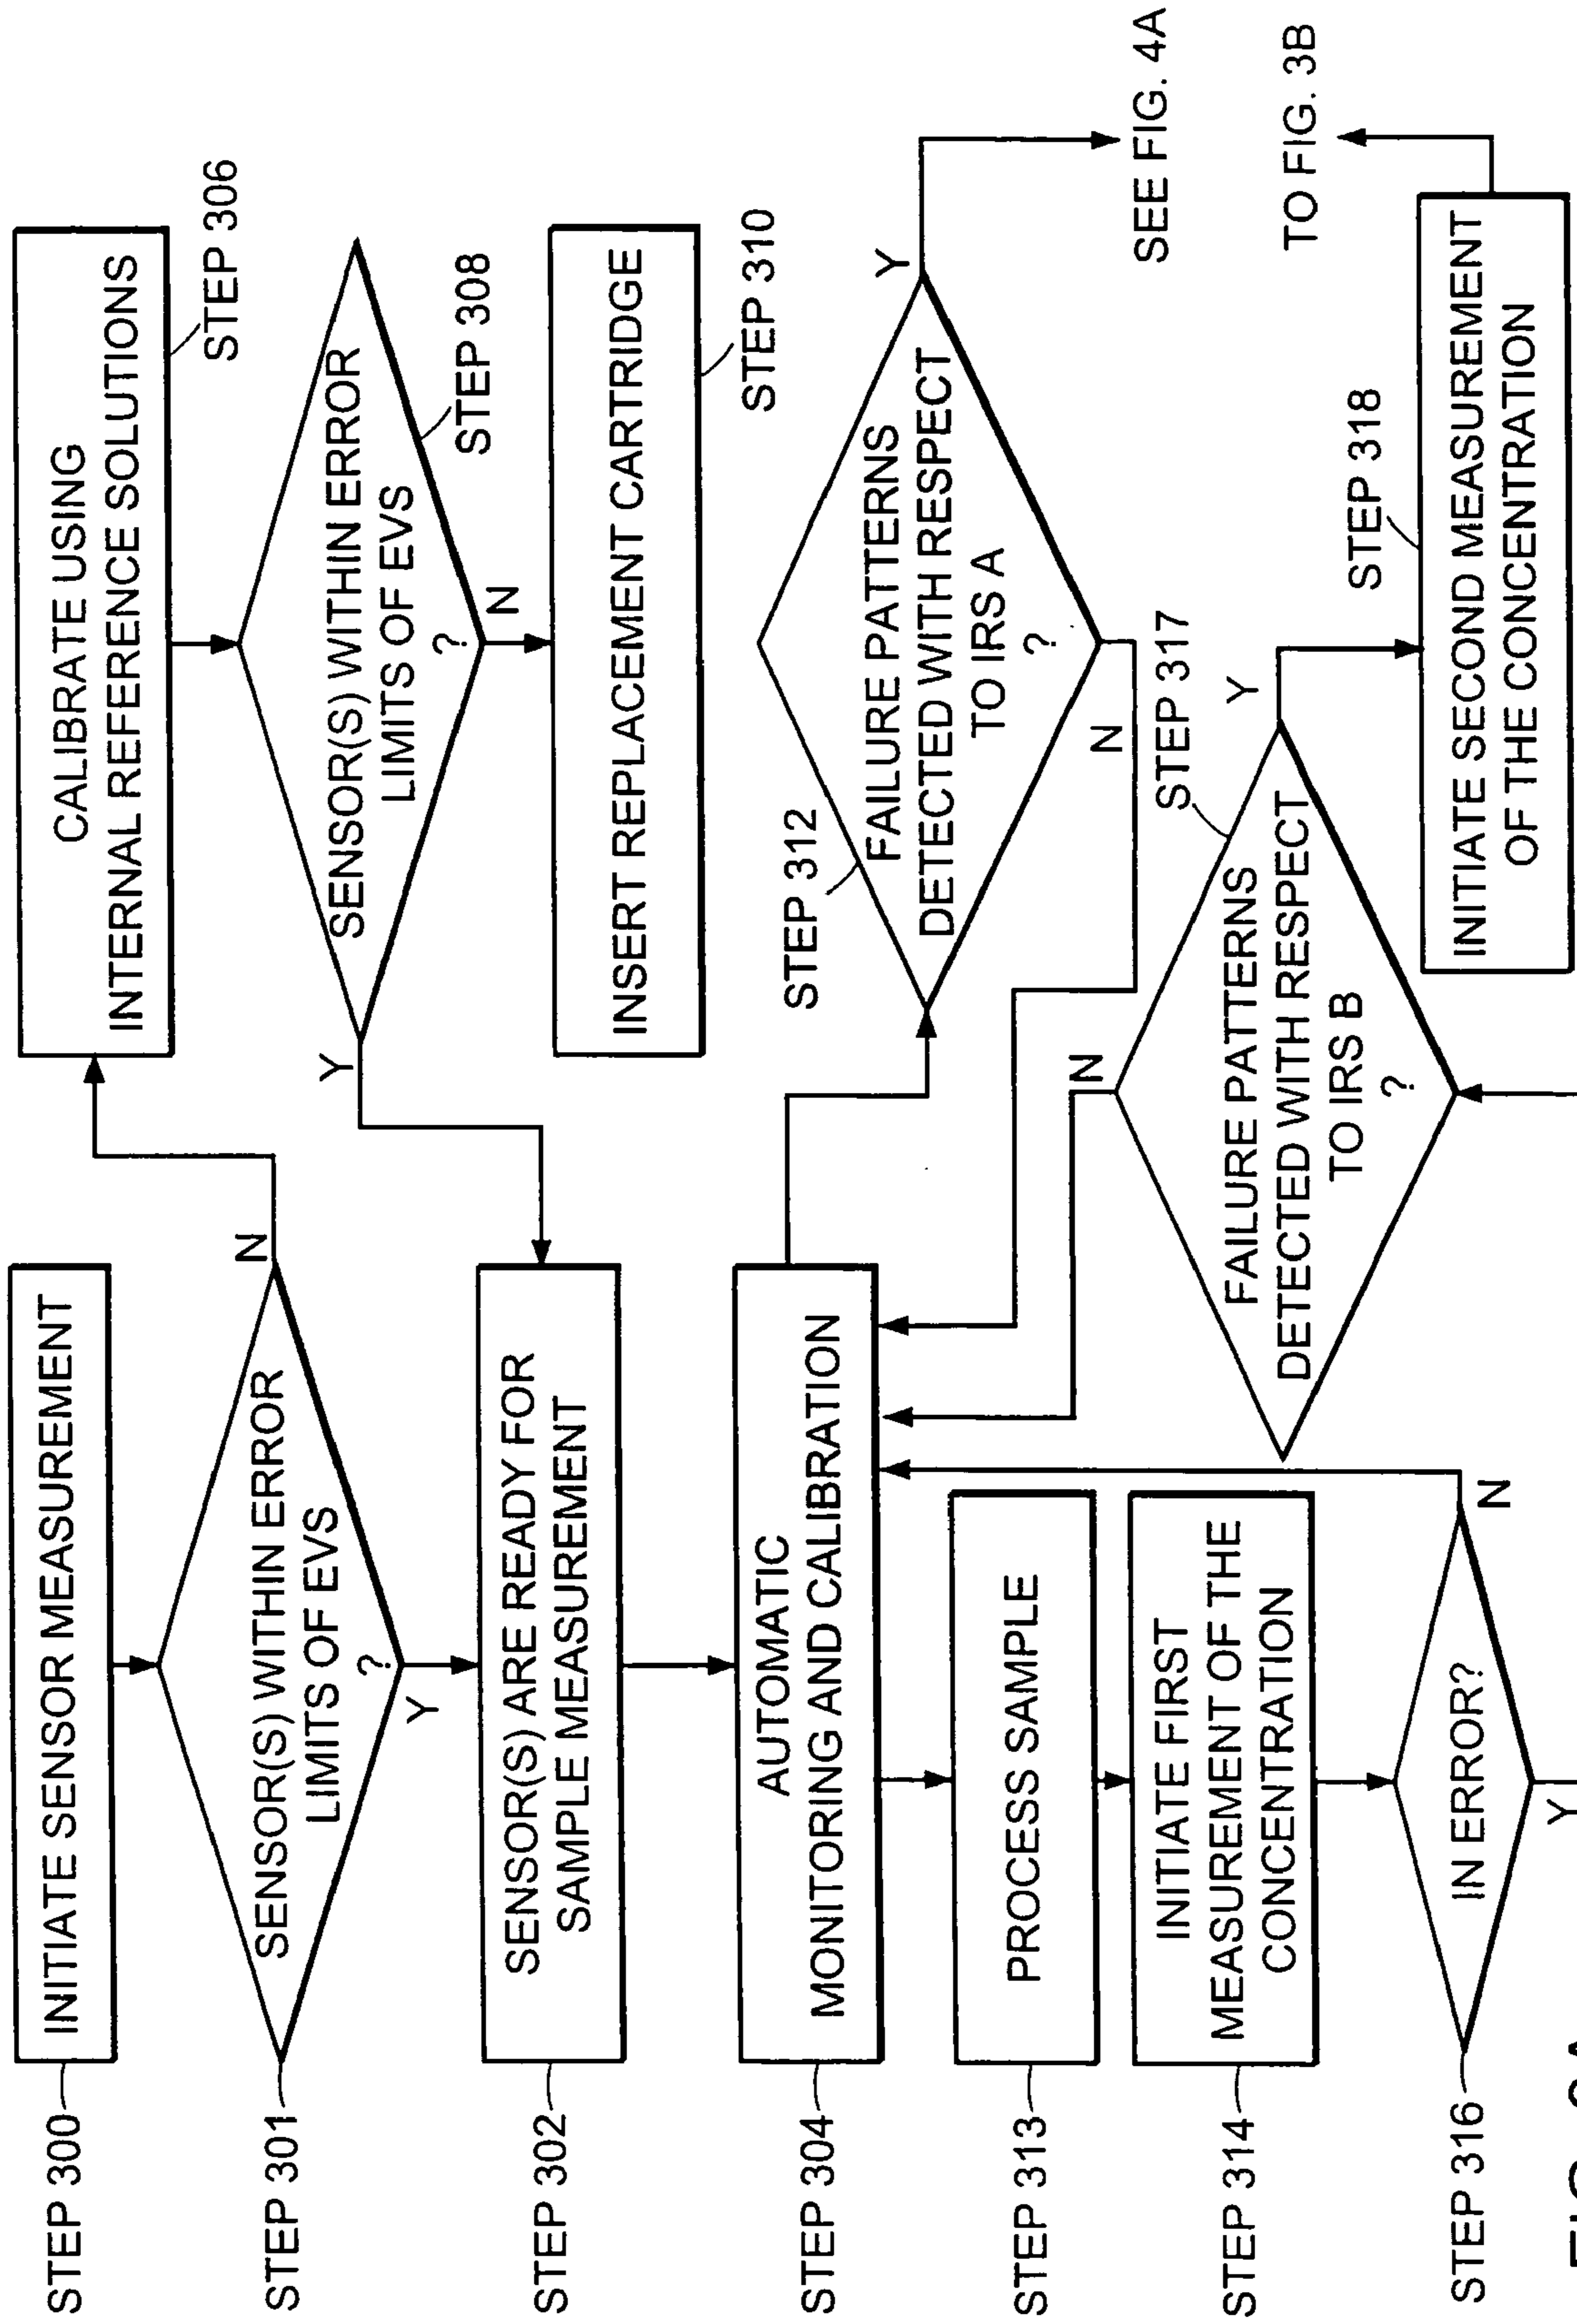 STEP 300
INITIATE SENSOR MEASUREMENT
STEP 301
SENSOR(S) WITHIN ERROR
LIMITS OF EVS
?
N
Y
CALIBRATE USING
INTERNAL REFERENCE SOLUTIONS
STEP 306
SENSOR(S) WITHIN ERROR
LIMITS OF EVS
?
STEP 308
Y
N
INSERT REPLACEMENT CARTRIDGE
STEP 310
STEP 302
SENSOR(S) ARE READY FOR
SAMPLE MEASUREMENT
STEP 304
AUTOMATIC
MONITORING AND CALIBRATION
STEP 312
FAILURE PATTERNS
DETECTED WITH RESPECT
TO IRS A
?
Y
N
SEE FIG. 4A
STEP 313
PROCESS SAMPLE
STEP 314
INITIATE FIRST
MEASUREMENT OF THE
CONCENTRATION
STEP 316
IN ERROR?
N
Y
STEP 317
FAILURE PATTERNS
DETECTED WITH RESPECT
TO IRS B
?
N
Y
STEP 318
INITIATE SECOND MEASUREMENT
OF THE CONCENTRATION
TO FIG. 3B